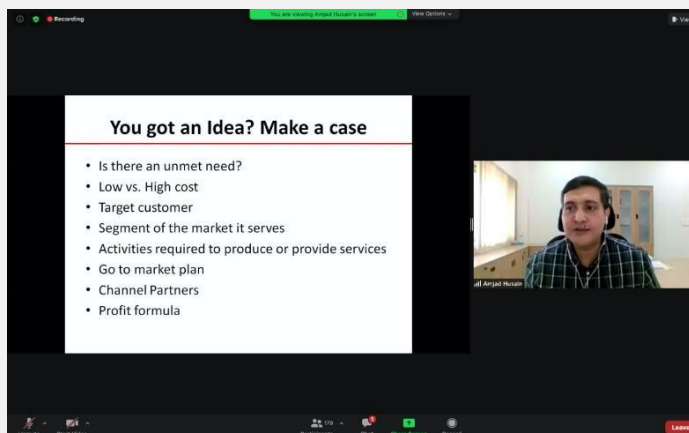 Recording
You are viewing Amjad Husain's screen
View Options
View
You got an Idea? Make a case
• Is there an unmet need?
• Low vs. High cost
• Target customer
• Segment of the market it serves
• Activities required to produce or provide services
• Go to market plan
• Channel Partners
• Profit formula
Amjad Husain
179
Leave